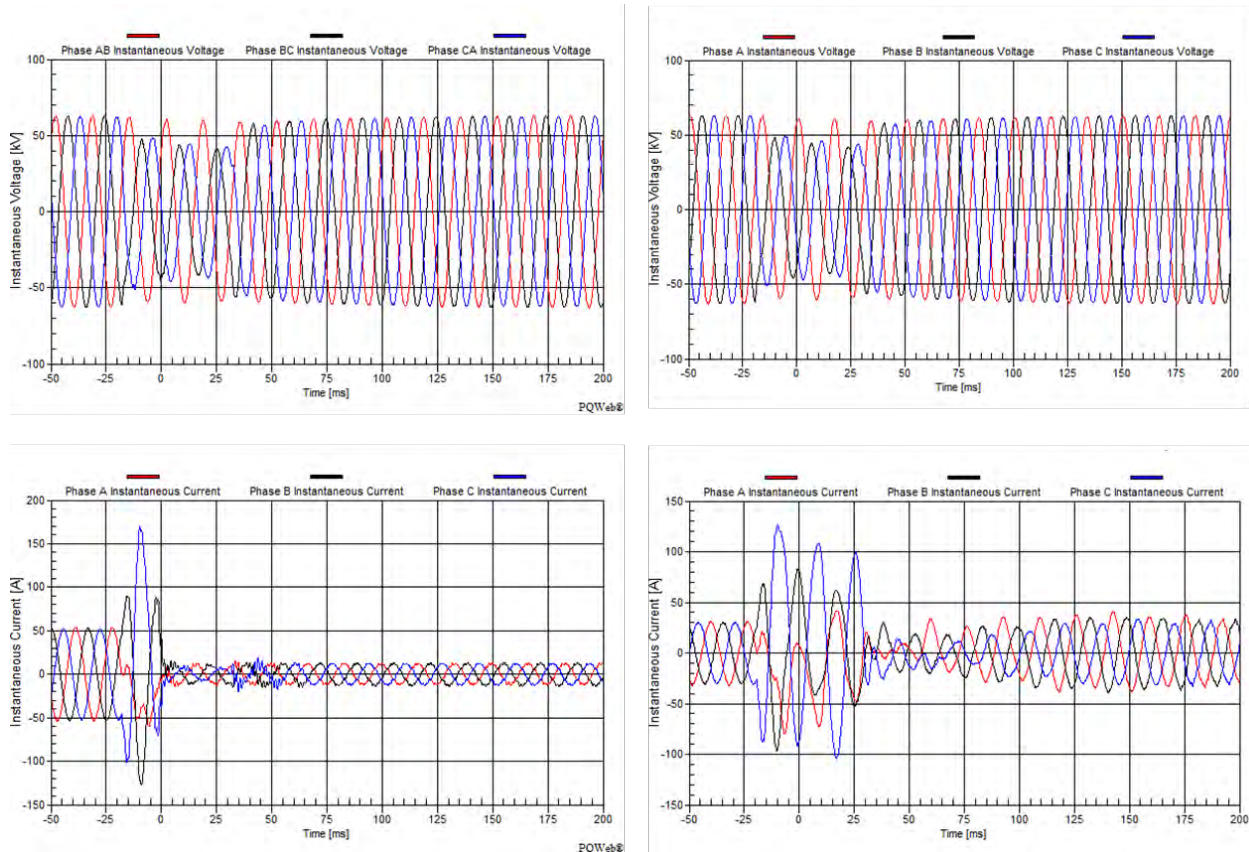 Phase AB Instantaneous Voltage Phase BC Instantaneous Voltage Phase CA Instantaneous Voltage
Instantaneous Voltage [kV]
100
50
0
-50
-100
-50 -25 0 25 50 75 100 125 150 175 200
Time [ms]
PQWeb®
Phase A Instantaneous Voltage Phase B Instantaneous Voltage Phase C Instantaneous Voltage
Instantaneous Voltage [kV]
100
50
0
-50
-100
-50 -25 0 25 50 75 100 125 150 175 200
Time [ms]
Phase A Instantaneous Current Phase B Instantaneous Current Phase C Instantaneous Current
Instantaneous Current [A]
200
150
100
50
0
-50
-100
-150
-50 -25 0 25 50 75 100 125 150 175 200
Time [ms]
PQWeb®
Phase A Instantaneous Current Phase B Instantaneous Current Phase C Instantaneous Current
Instantaneous Current [A]
150
100
50
0
-50
-100
-150
-50 -25 0 25 50 75 100 125 150 175 200
Time [ms]